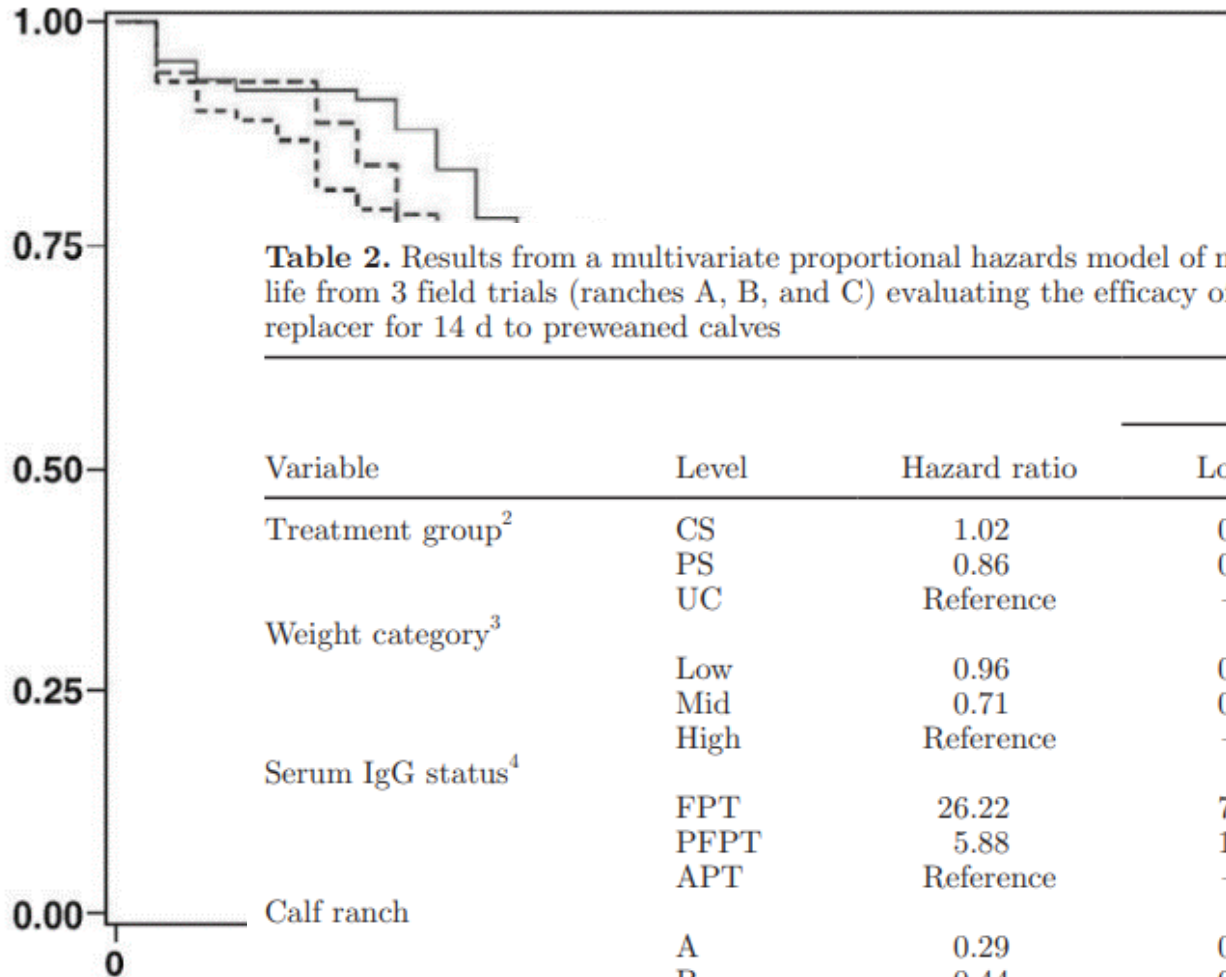 1.00
0.75
0.50
0.25
0.00
0
Table 2. Results from a multivariate proportional hazards model of
life from 3 field trials (ranches A, B, and C) evaluating the efficacy
replacer for 14 d to preweaned calves
Variable Level Hazard ratio
Treatment group2 CS 1.02
PS 0.86
UC Reference
Weight category3
Low 0.96
Mid 0.71
High Reference
Serum IgG status4
FPT 26.22
PFPT 5.88
APT Reference
Calf ranch
A 0.29